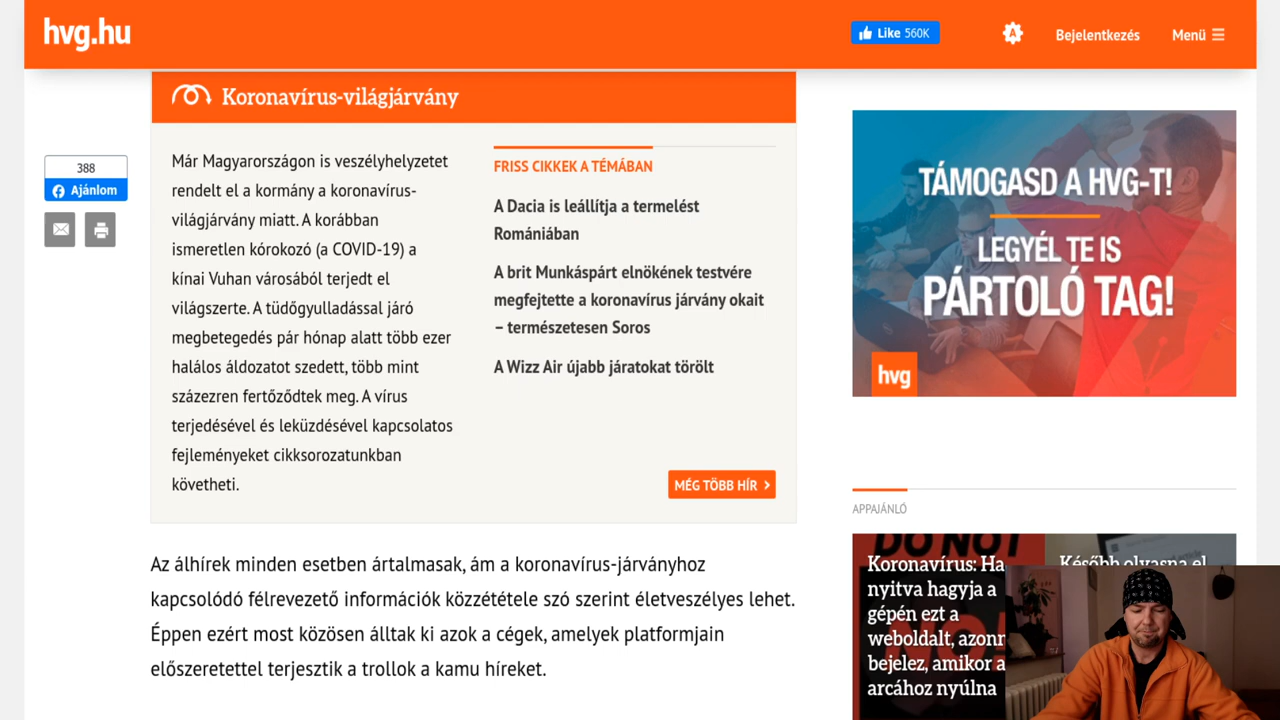 hvg.hu
Like 560K
A
Bejelentkezés
Menü
Koronavírus-világjárvány
388
Ajánlom
Már Magyarországon is veszélyhelyzetet
rendelt el a kormány a koronavírus-
világjárvány miatt. A korábban
ismeretlen kórokozó (a COVID-19) a
kínai Vuhan városából terjedt el
világszerte. A tüdőgyulladással járó
megbetegedés pár hónap alatt több ezer
halálos áldozatot szedett, több mint
százezren fertőződtek meg. A vírus
terjedésével és leküzdésével kapcsolatos
fejleményeket cikksorozatunkban
követheti.
FRISS CIKKEK A TÉMÁBAN
A Dacia is leállítja a termelést
Romániában
A brit Munkáspárt elnökének testvére
megfejtette a koronavírus járvány okait
– természetesen Soros
A Wizz Air újabb járatokat törölt
MÉG TÖBB HÍR
Az álhírek minden esetben ártalmasak, ám a koronavírus-járványhoz
kapcsolódó félrevezető információk közzététele szó szerint életveszélyes lehet.
Éppen ezért most közösen álltak ki azok a cégek, amelyek platformjain
előszeretettel terjesztik a trollok a kamu híreket.
TÁMOGASD A HVG-T!
LEGYÉL TE IS
PÁRTOLÓ TAG!
hvg
APPAJÁNLÓ
DO NOT
Koronavírus: Ha
nyitva hagyja a
gépén ezt a
weboldalt, azonn
bejelez, amikor a
arcához nyúlna
Később olvasna el